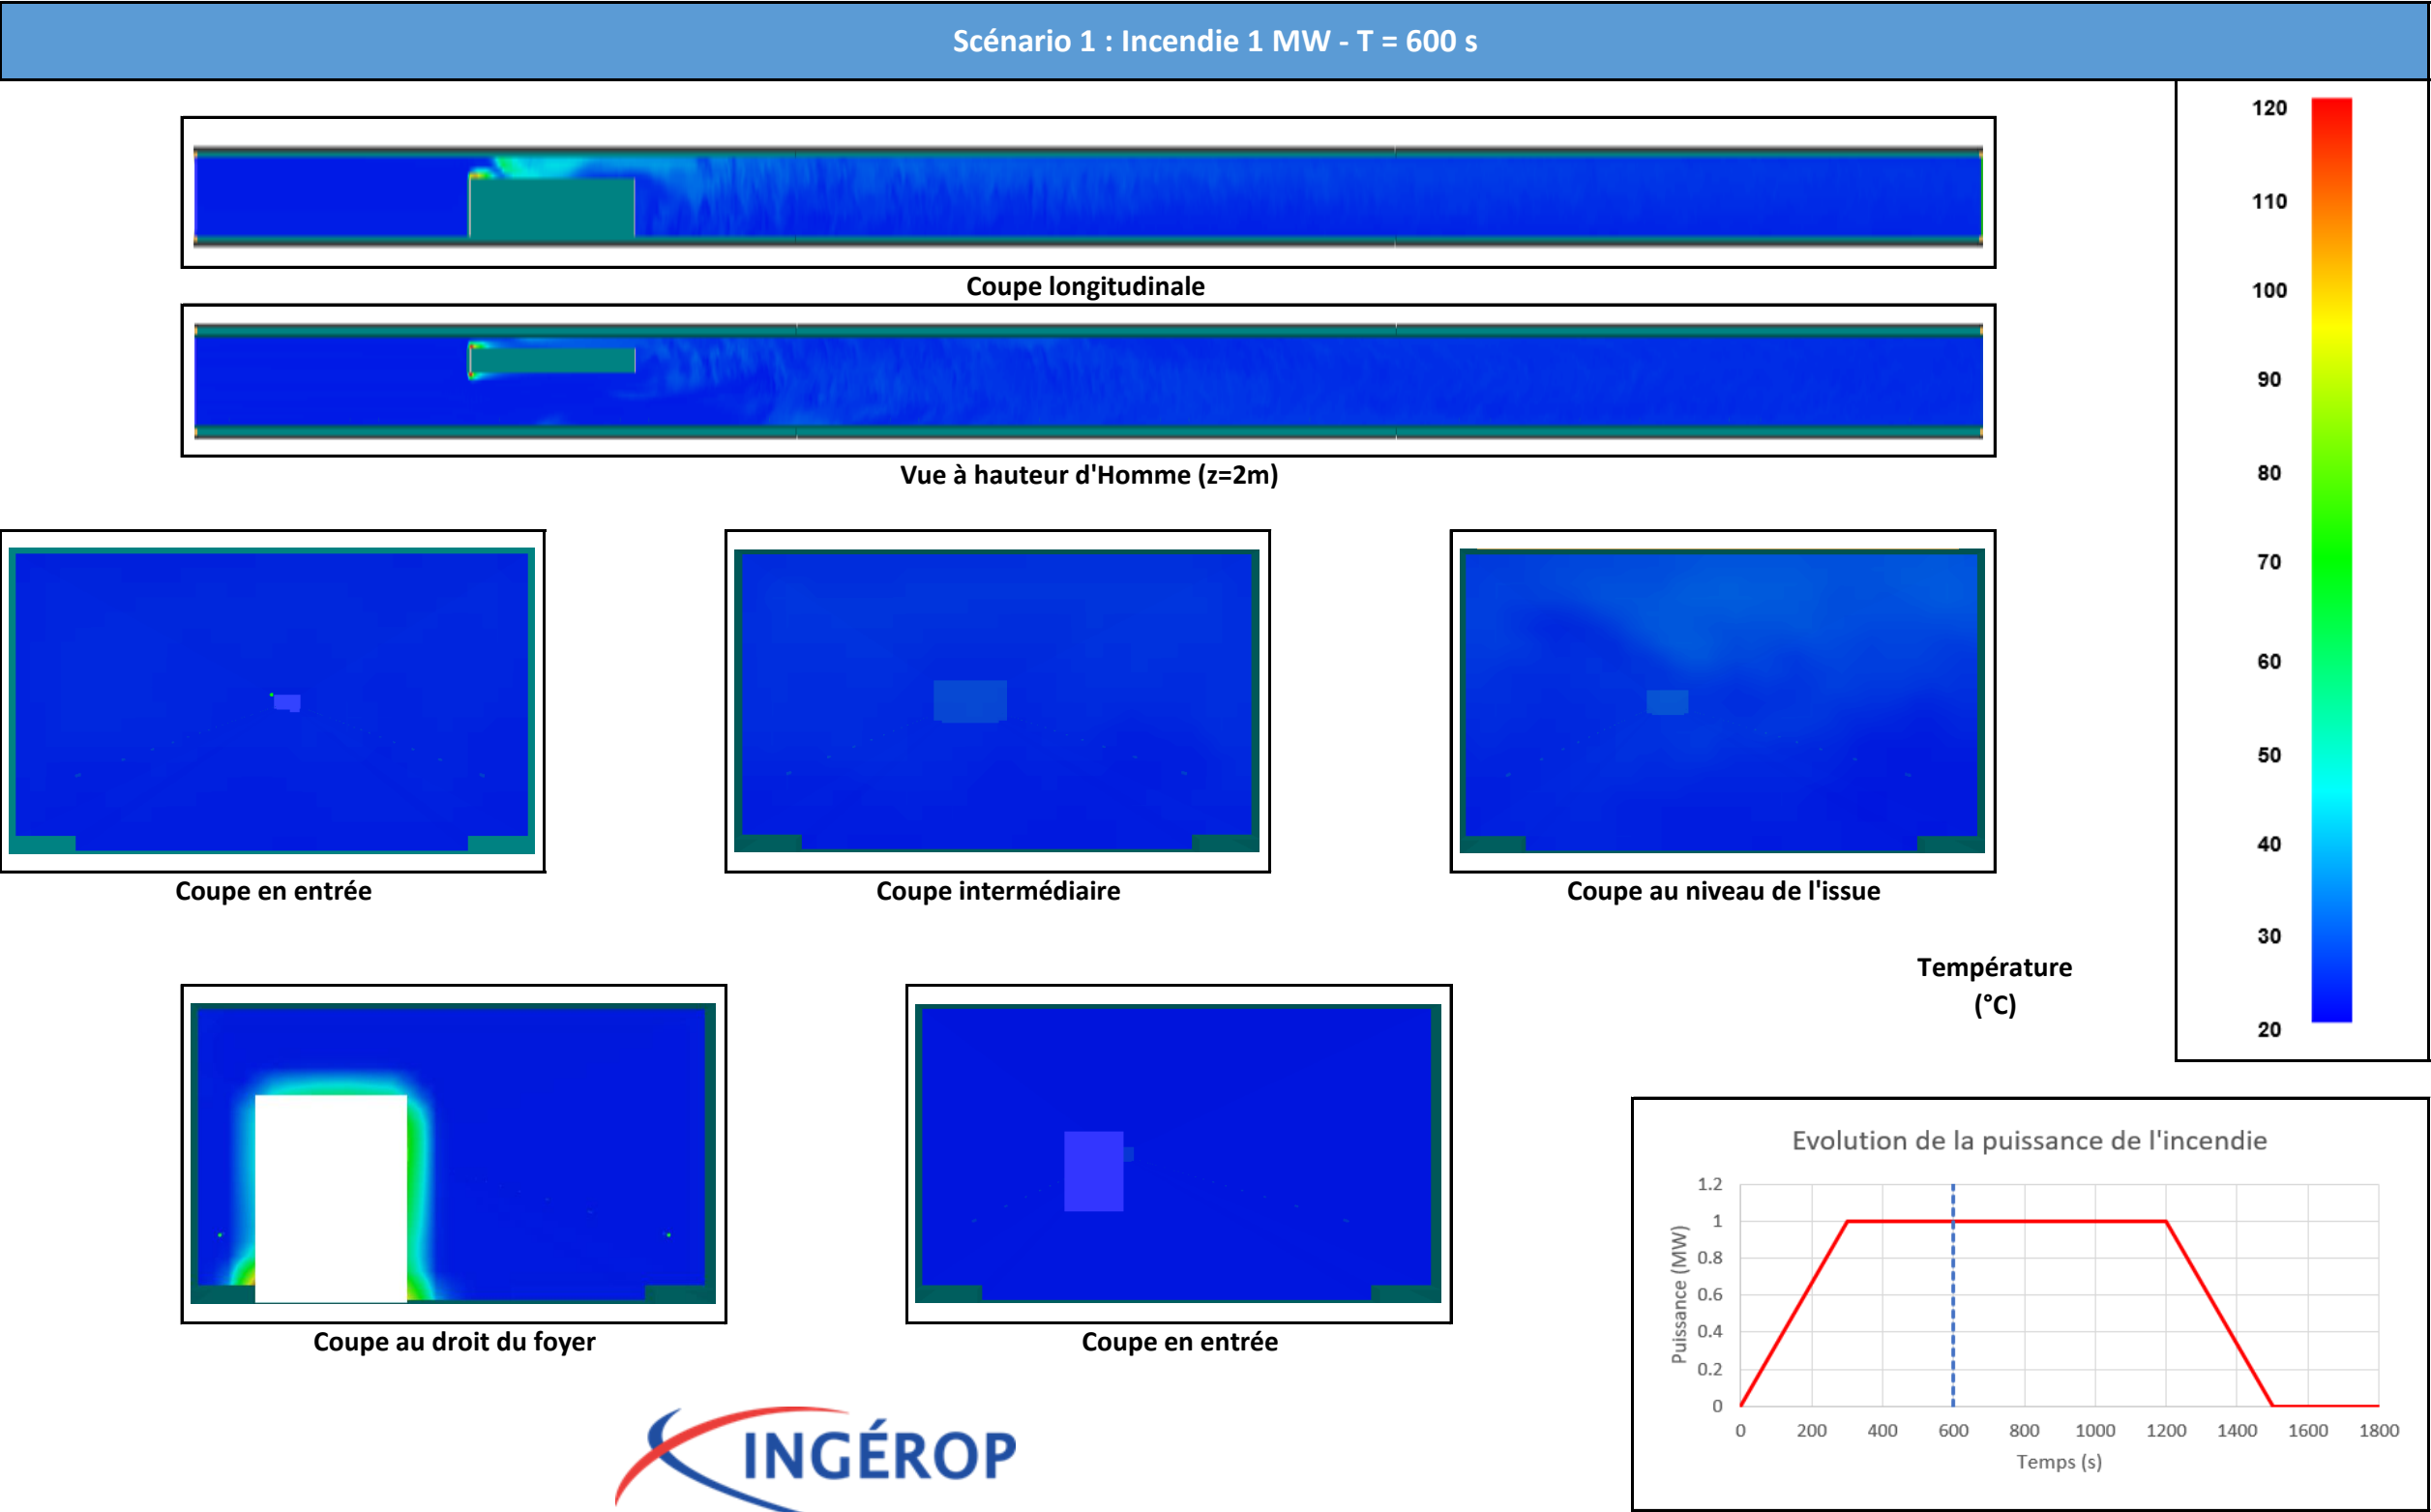 Scénario 1 : Incendie 1 MW - T = 600 s
Coupe longitudinale
Vue à hauteur d'Homme (z=2m)
Coupe en entrée
Coupe intermédiaire
Coupe au niveau de l'issue
120
110
100
90
80
70
60
50
40
30
20
Température
(°C)
Coupe au droit du foyer
Coupe en entrée
Evolution de la puissance de l'incendie
Puissance (MW)
1.2
1
0.8
0.6
0.4
0.2
0
0 200 400 600 800 1000 1200 1400 1600 1800
Temps (s)
INGÉROP